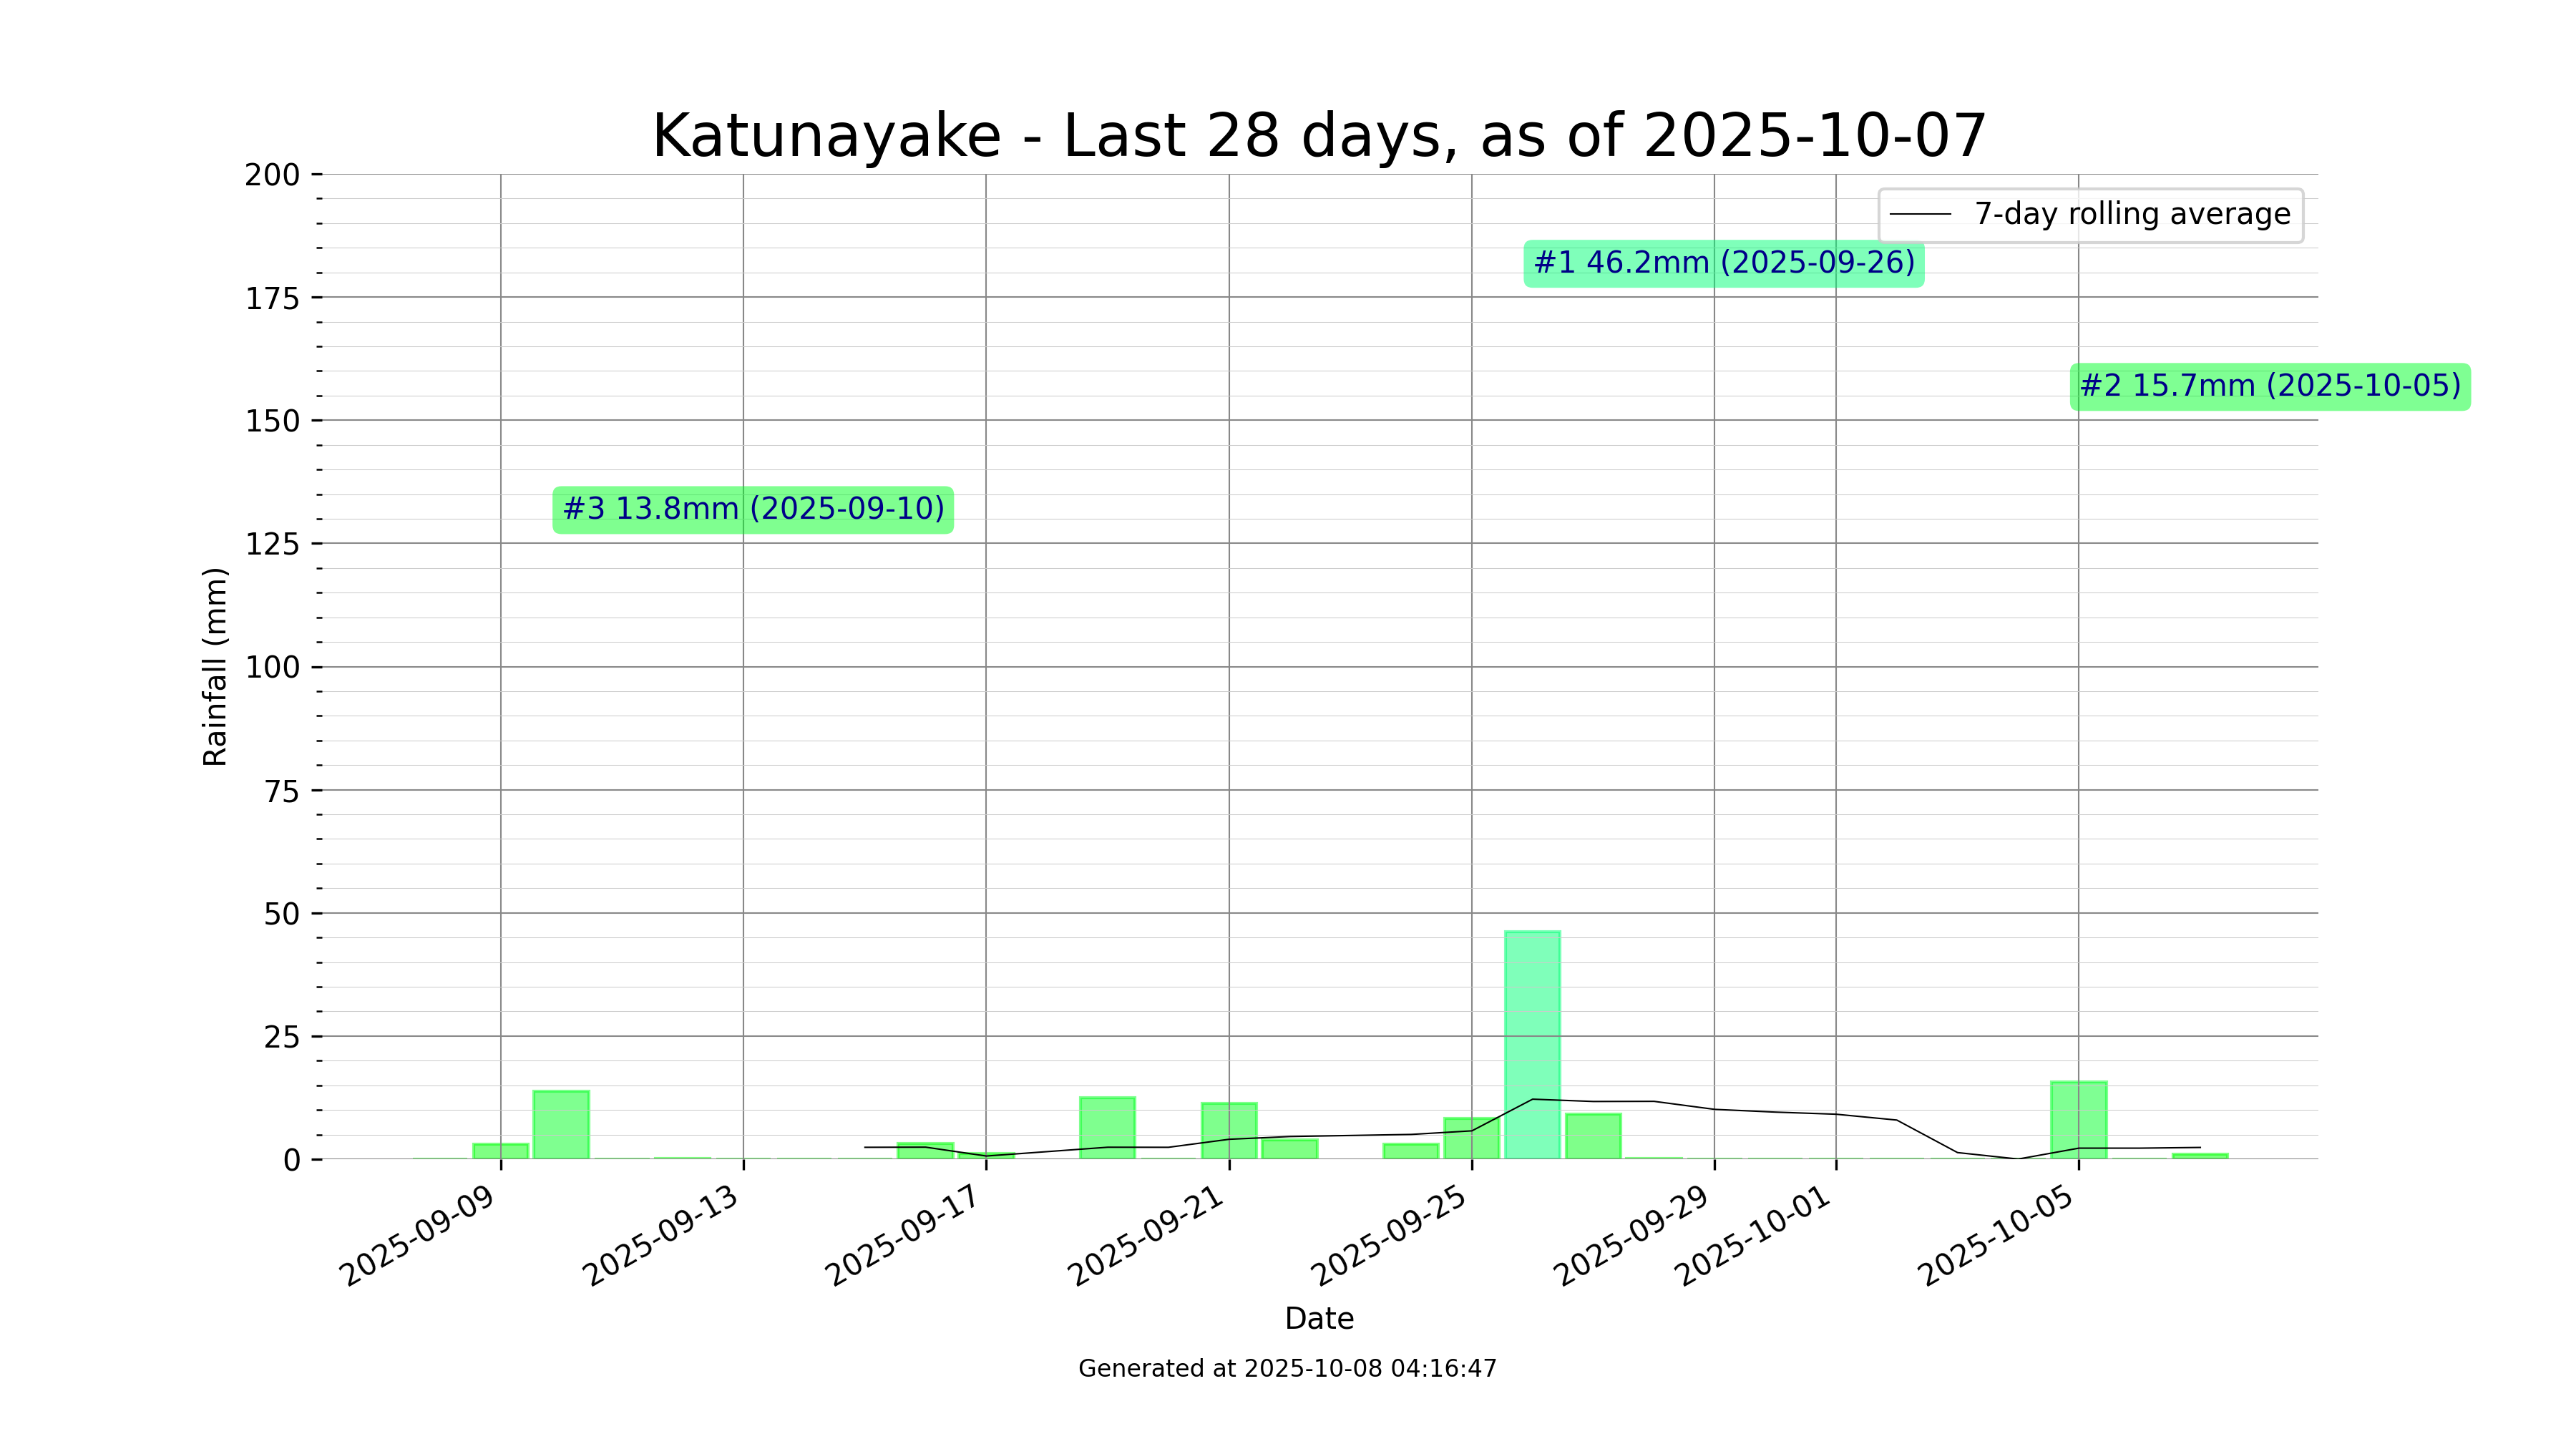 Katunayake - Last 28 days, as of 2025-10-07
7-day rolling average
#1 46.2mm (2025-09-26)
#2 15.7mm (2025-10-05)
#3 13.8mm (2025-09-10)
Rainfall (mm)
200
175
150
125
100
75
50
25
0
2025-09-09
2025-09-13
2025-09-17
2025-09-21
2025-09-25
2025-09-29
2025-10-01
2025-10-05
Date
Generated at 2025-10-08 04:16:47